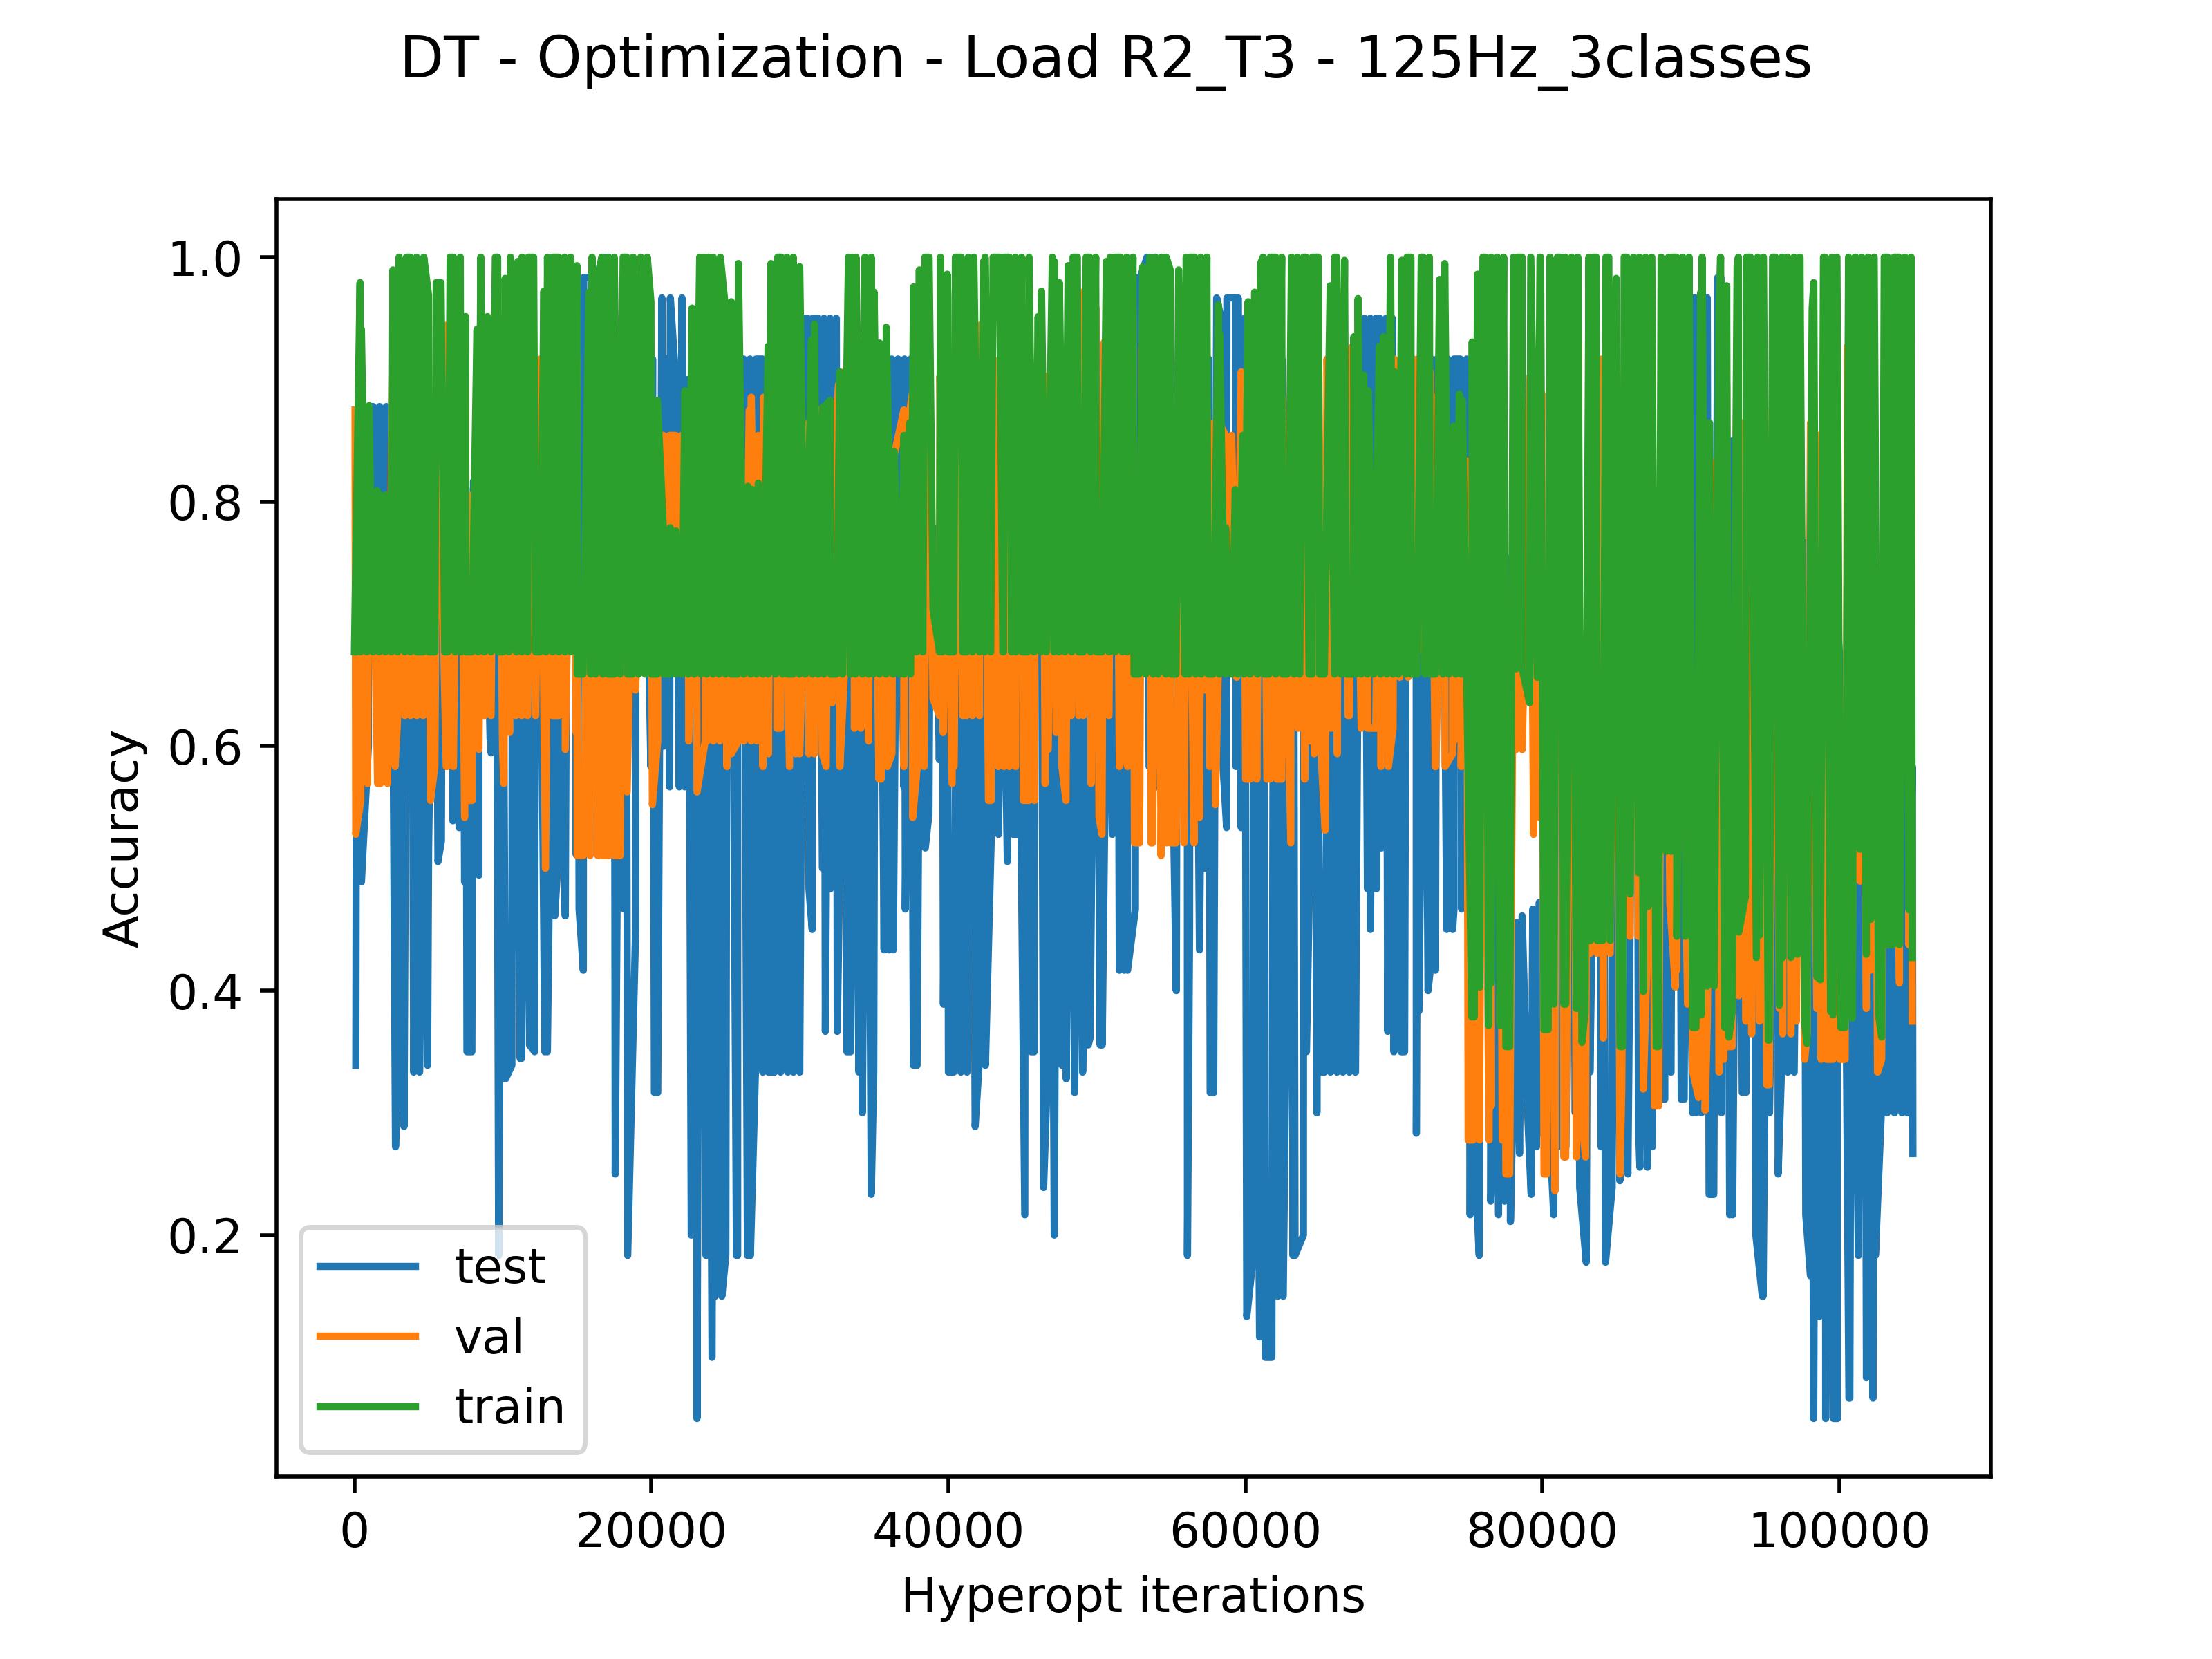 DT - Optimization - Load R2_T3 - 125Hz_3classes
1.0
0.8
0.6
0.4
0.2
Accuracy
test
val
train
0 20000 40000 60000 80000 100000
Hyperopt iterations